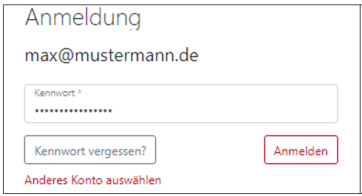 Anmeldung
max@mustermann.de
Kennwort *
••••••••••••••••
Kennwort vergessen?
Anmelden
Anderes Konto auswählen